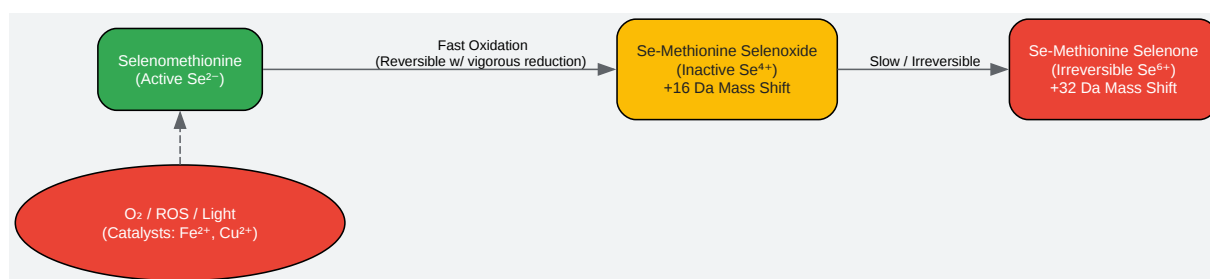 Selenomethionine
(Active Se²⁻)
Fast Oxidation
(Reversible w/ vigorous reduction)
Se-Methionine Selenoxide
(Inactive Se⁴⁺)
+16 Da Mass Shift
Slow / Irreversible
Se-Methionine Selenone
(Irreversible Se⁶⁺)
+32 Da Mass Shift
O₂ / ROS / Light
(Catalysts: Fe²⁺, Cu²⁺)